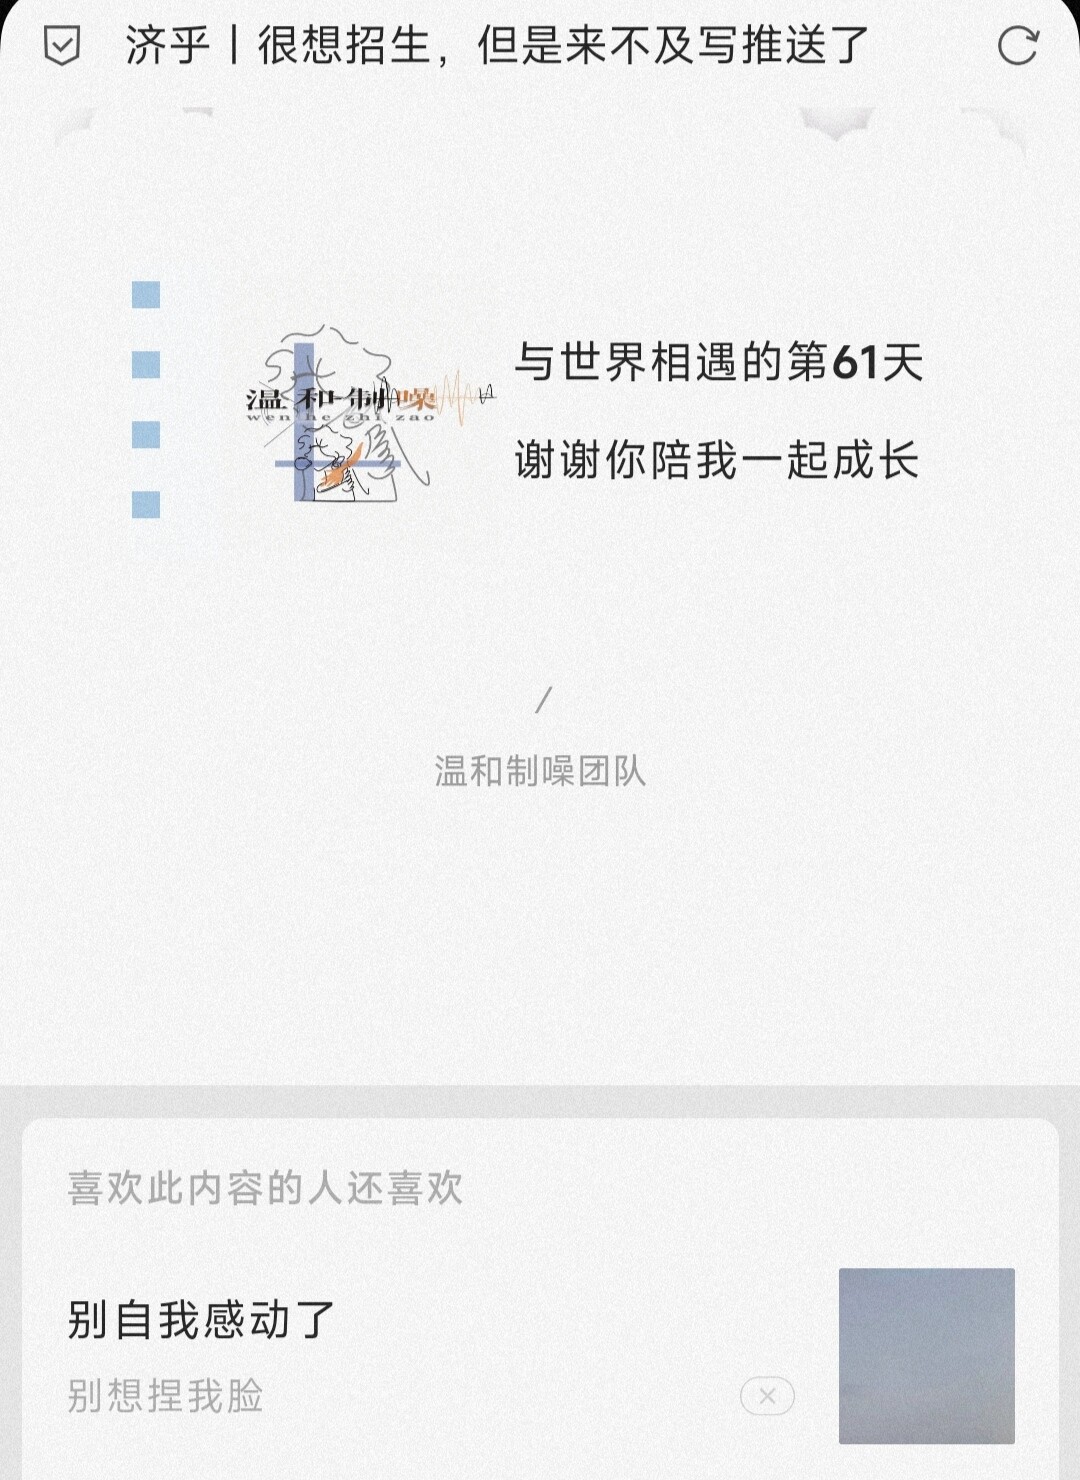 济乎丨很想招生，但是来不及写推送了
与世界相遇的第61天
温和制噪
wen he zhi zao
谢谢你陪我一起成长
/
温和制噪团队
喜欢此内容的人还喜欢
别自我感动了
别想捏我脸